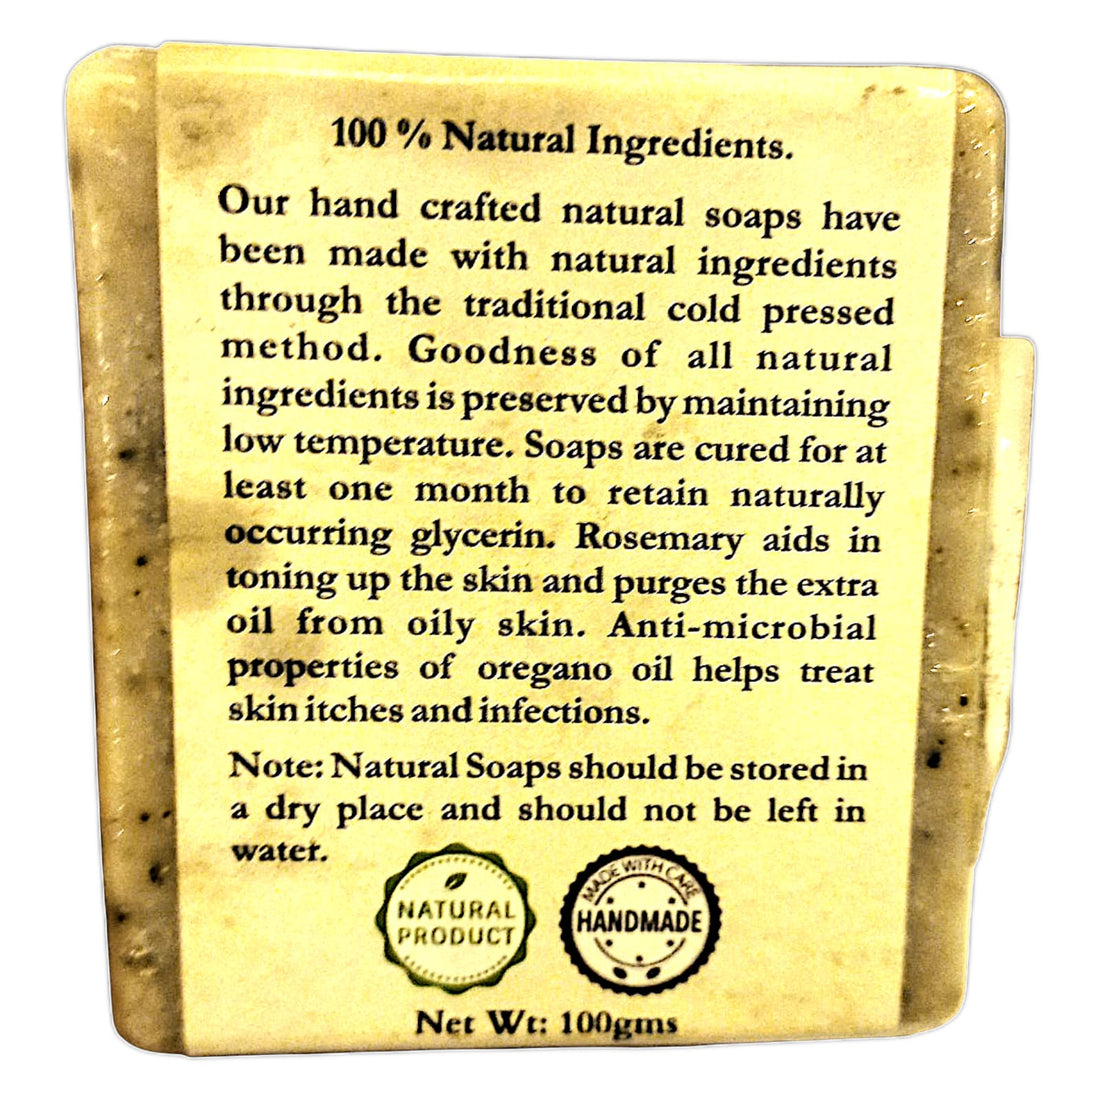 100 % Natural Ingredients.
Our hand crafted natural soaps have
been made with natural ingredients
through the traditional cold pressed
method. Goodness of all natural
ingredients is preserved by maintaining
low temperature. Soaps are cured for at
least one month to retain naturally
occurring glycerin. Rosemary aids in
toning up the skin and purges the extra
oil from oily skin. Anti-microbial
properties of oregano oil helps treat
skin itches and infections.
Note: Natural Soaps should be stored in
a dry place and should not be left in
water.
NATURAL
PRODUCT
MADE WITH CARE
HANDMADE
Net Wt: 100gms